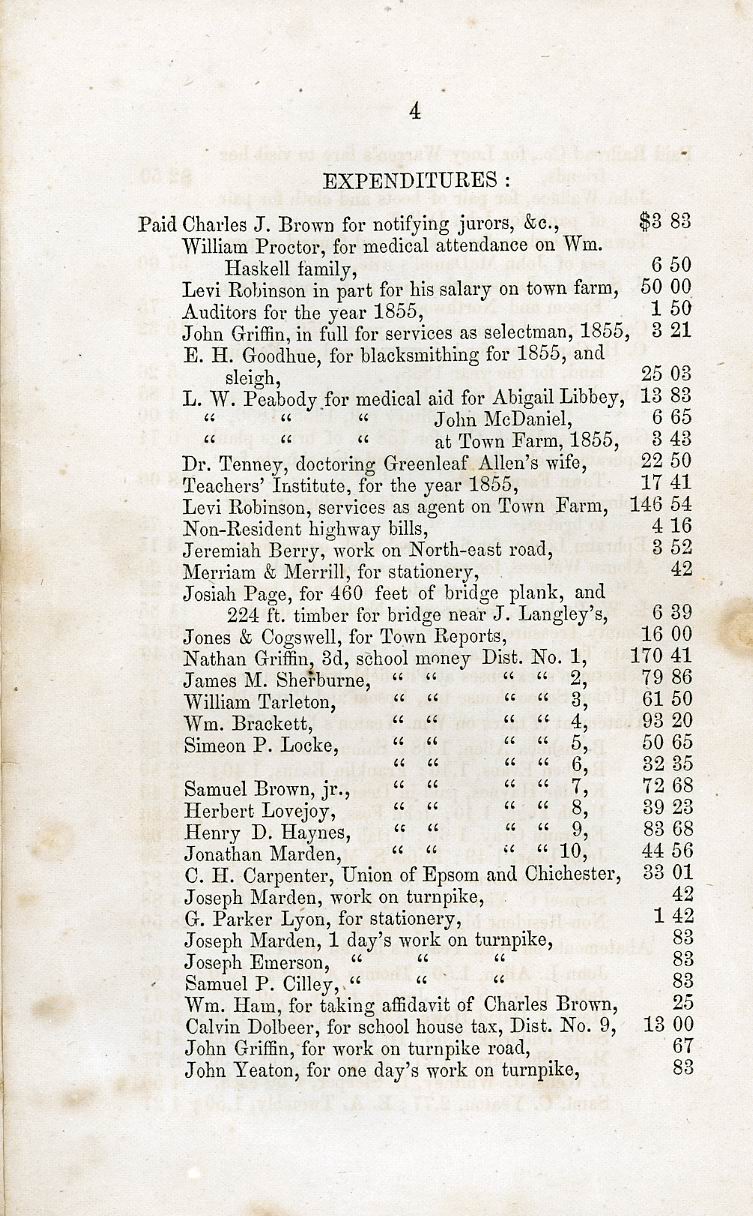 4
EXPENDITURES :
Paid Charles J. Brown for notifying jurors, &c., $3 83
William Proctor, for medical attendance on Wm.
Haskell family, 6 50
Levi Robinson in part for his salary on town farm, 50 00
Auditors for the year 1855, 1 50
John Griffin, in full for services as selectman, 1855, 3 21
E. H. Goodhue, for blacksmithing for 1855, and
sleigh, 25 03
L. W. Peabody for medical aid for Abigail Libbey, 13 83
“ “ “ John McDaniel, 6 65
“ “ “ at Town Farm, 1855, 3 43
Dr. Tenney, doctoring Greenleaf Allen's wife, 22 50
Teachers' Institute, for the year 1855, 17 41
Levi Robinson, services as agent on Town Farm, 146 54
Non-Resident highway bills, 4 16
Jeremiah Berry, work on North-east road, 3 52
Merriam & Merrill, for stationery, 42
Josiah Page, for 460 feet of bridge plank, and
224 ft. timber for bridge near J. Langley's, 6 39
Jones & Cogswell, for Town Reports, 16 00
Nathan Griffin, 3d, school money Dist. No. 1, 170 41
James M. Sherburne, “ “ “ “ 2, 79 86
William Tarleton, “ “ “ “ 3, 61 50
Wm. Brackett, “ “ “ “ 4, 93 20
Simeon P. Locke, “ “ “ “ 5, 50 65
“ “ “ “ 6, 32 35
Samuel Brown, jr., “ “ “ “ 7, 72 68
Herbert Lovejoy, “ “ “ “ 8, 39 23
Henry D. Haynes, “ “ “ “ 9, 83 68
Jonathan Marden, “ “ “ “ 10, 44 56
C. H. Carpenter, Union of Epsom and Chichester, 33 01
Joseph Marden, work on turnpike, 42
G. Parker Lyon, for stationery, 1 42
Joseph Marden, 1 day's work on turnpike, 83
Joseph Emerson, “ “ “ 83
Samuel P. Cilley, “ “ “ 83
Wm. Ham, for taking affidavit of Charles Brown, 25
Calvin Dolbeer, for school house tax, Dist. No. 9, 13 00
John Griffin, for work on turnpike road, 67
John Yeaton, for one day's work on turnpike, 83